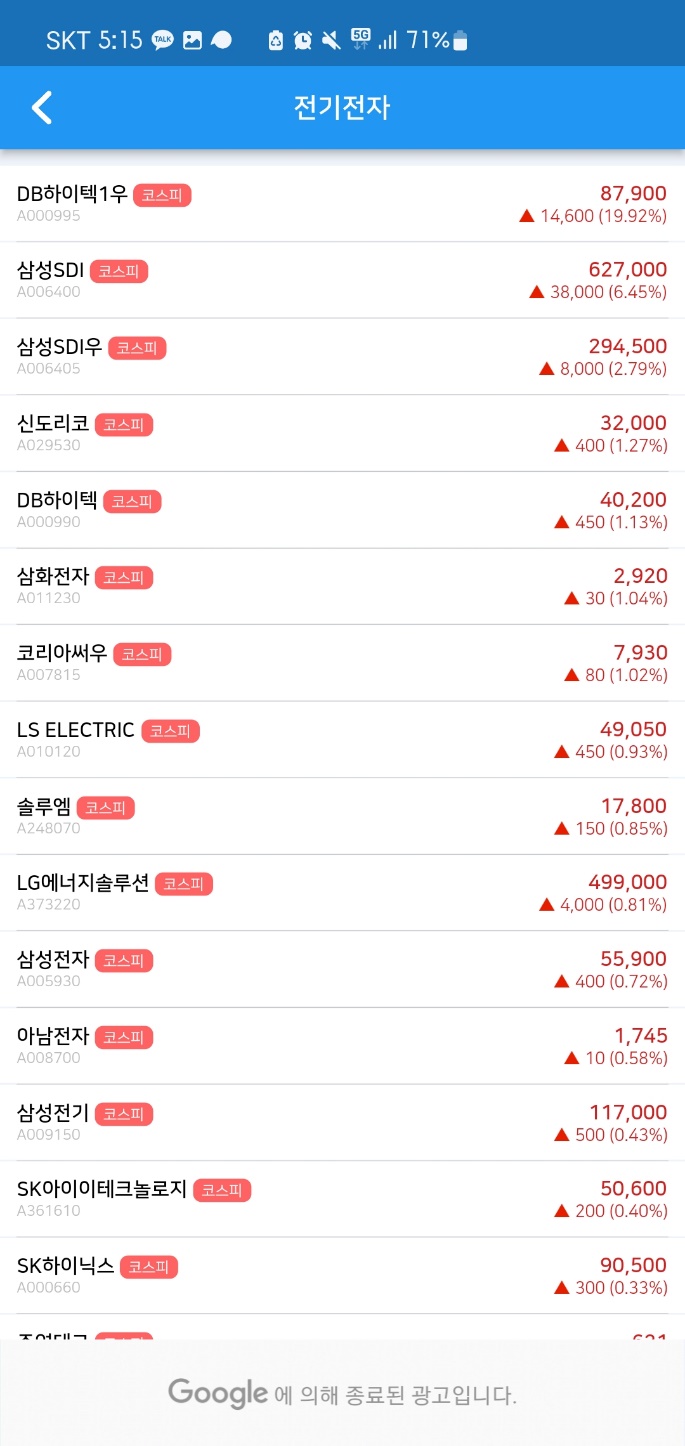 SKT 5:15 TALK 5G 71%
전기전자
DB하이텍1우 코스피 87,900
A000995 ▲ 14,600 (19.92%)
삼성SDI 코스피 627,000
A006400 ▲ 38,000 (6.45%)
삼성SDI우 코스피 294,500
A006405 ▲ 8,000 (2.79%)
신도리코 코스피 32,000
A029530 ▲ 400 (1.27%)
DB하이텍 코스피 40,200
A000990 ▲ 450 (1.13%)
삼화전자 코스피 2,920
A011230 ▲ 30 (1.04%)
코리아써우 코스피 7,930
A007815 ▲ 80 (1.02%)
LS ELECTRIC 코스피 49,050
A010120 ▲ 450 (0.93%)
솔루엠 코스피 17,800
A248070 ▲ 150 (0.85%)
LG에너지솔루션 코스피 499,000
A373220 ▲ 4,000 (0.81%)
삼성전자 코스피 55,900
A005930 ▲ 400 (0.72%)
아남전자 코스피 1,745
A008700 ▲ 10 (0.58%)
삼성전기 코스피 117,000
A009150 ▲ 500 (0.43%)
SK아이이테크놀로지 코스피 50,600
A361610 ▲ 200 (0.40%)
SK하이닉스 코스피 90,500
A000660 ▲ 300 (0.33%)
Google 에 의해 종료된 광고입니다.